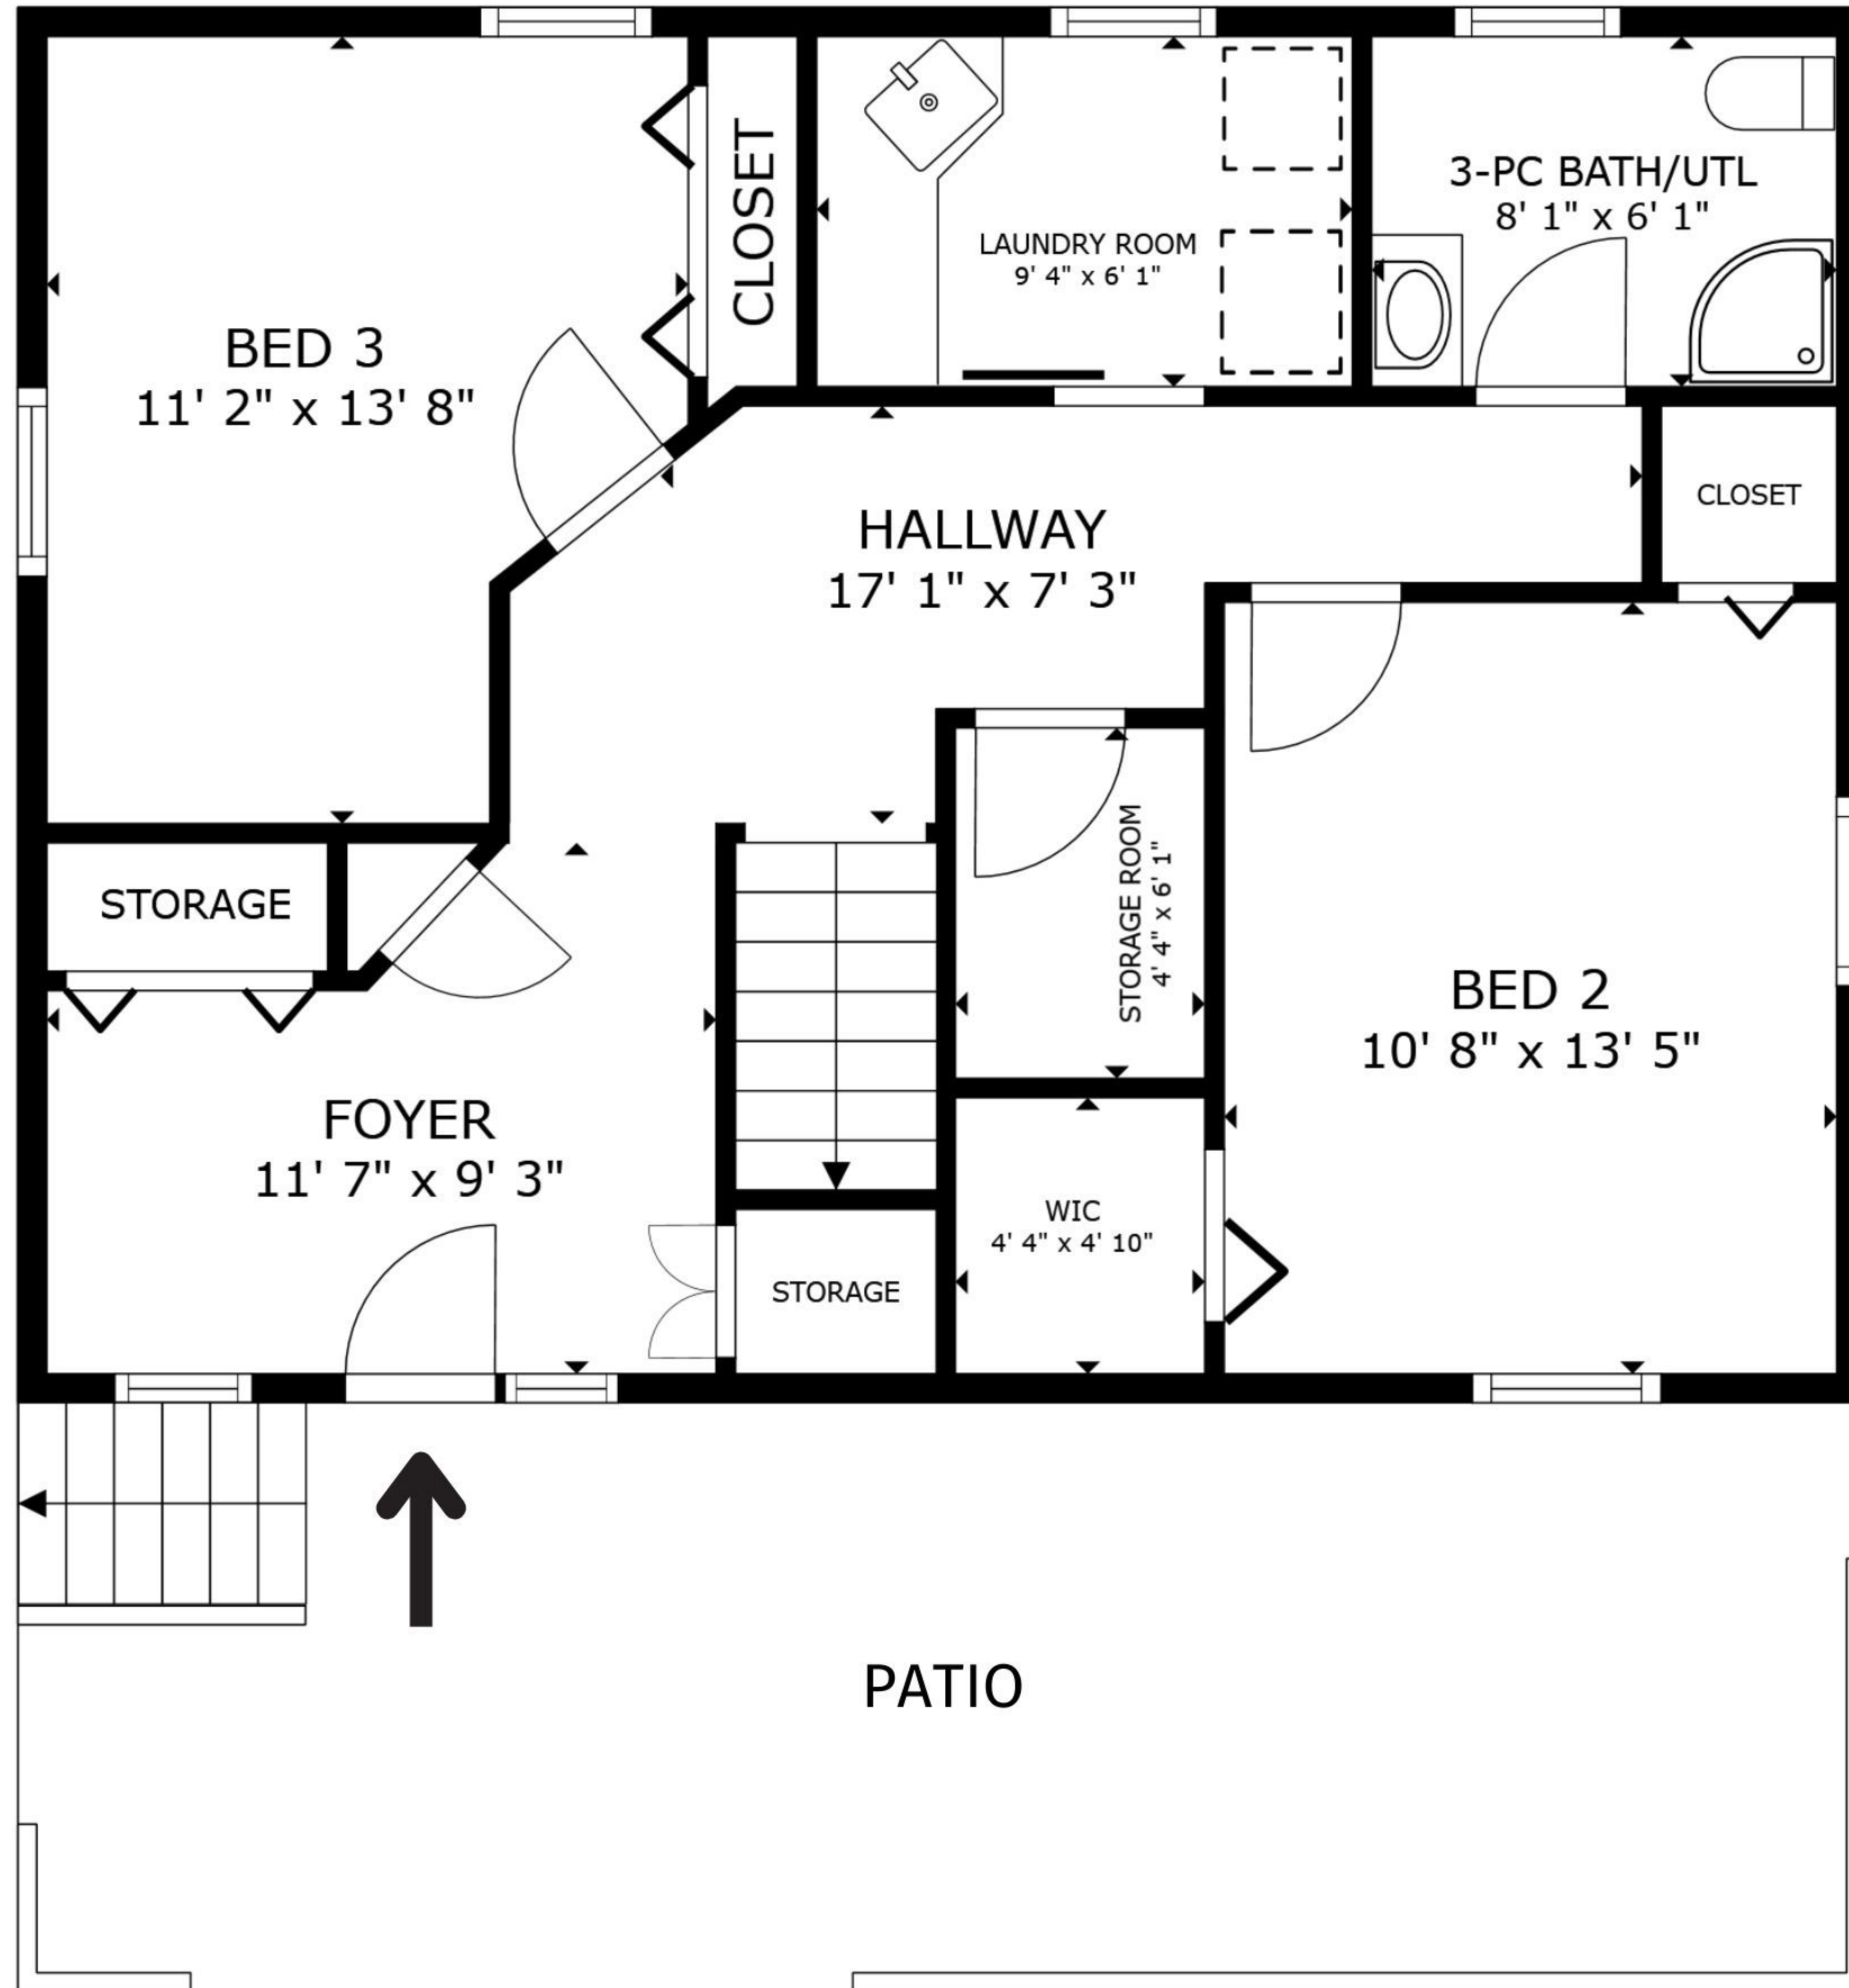 CLOSET
3-PC BATH/UTL
8' 1" x 6' 1"
LAUNDRY ROOM
9' 4" x 6' 1"
BED 3
11' 2" x 13' 8"
CLOSET
HALLWAY
17' 1" x 7' 3"
STORAGE
STORAGE ROOM
4' 4" x 6' 1"
BED 2
10' 8" x 13' 5"
FOYER
11' 7" x 9' 3"
WIC
4' 4" x 4' 10"
STORAGE
PATIO